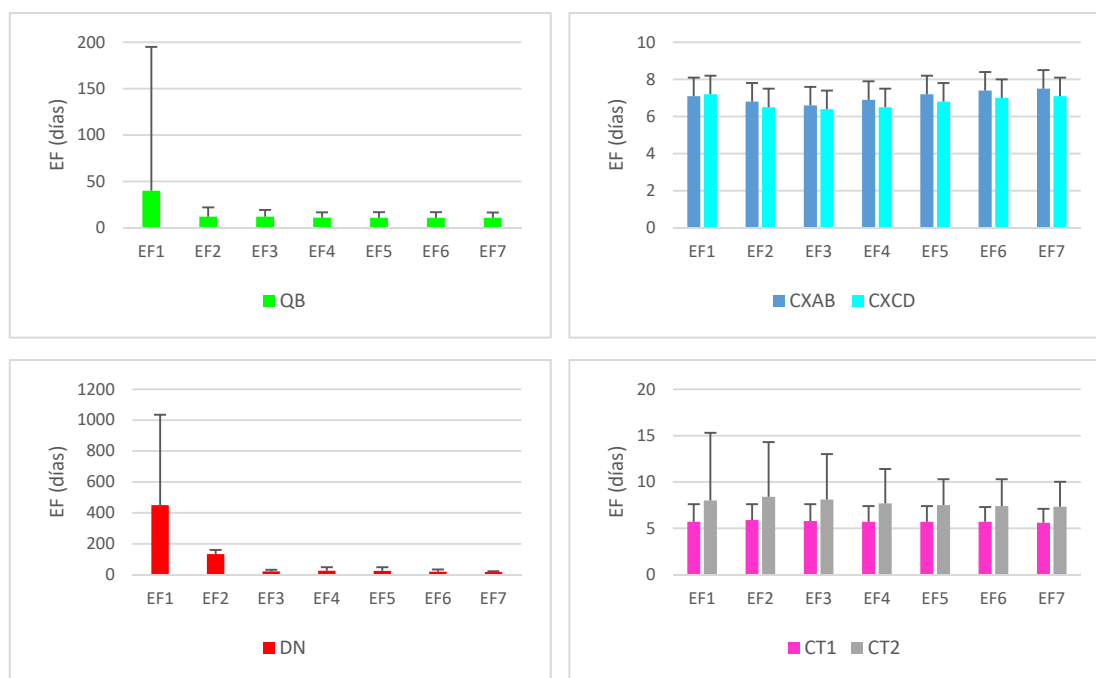 EF (días)
200
150
100
50
0
EF1 EF2 EF3 EF4 EF5 EF6 EF7
QB
EF (días)
10
8
6
4
2
0
EF1 EF2 EF3 EF4 EF5 EF6 EF7
CXAB CXCD
EF (días)
1200
1000
800
600
400
200
0
EF1 EF2 EF3 EF4 EF5 EF6 EF7
DN
EF (días)
20
15
10
5
0
EF1 EF2 EF3 EF4 EF5 EF6 EF7
CT1 CT2